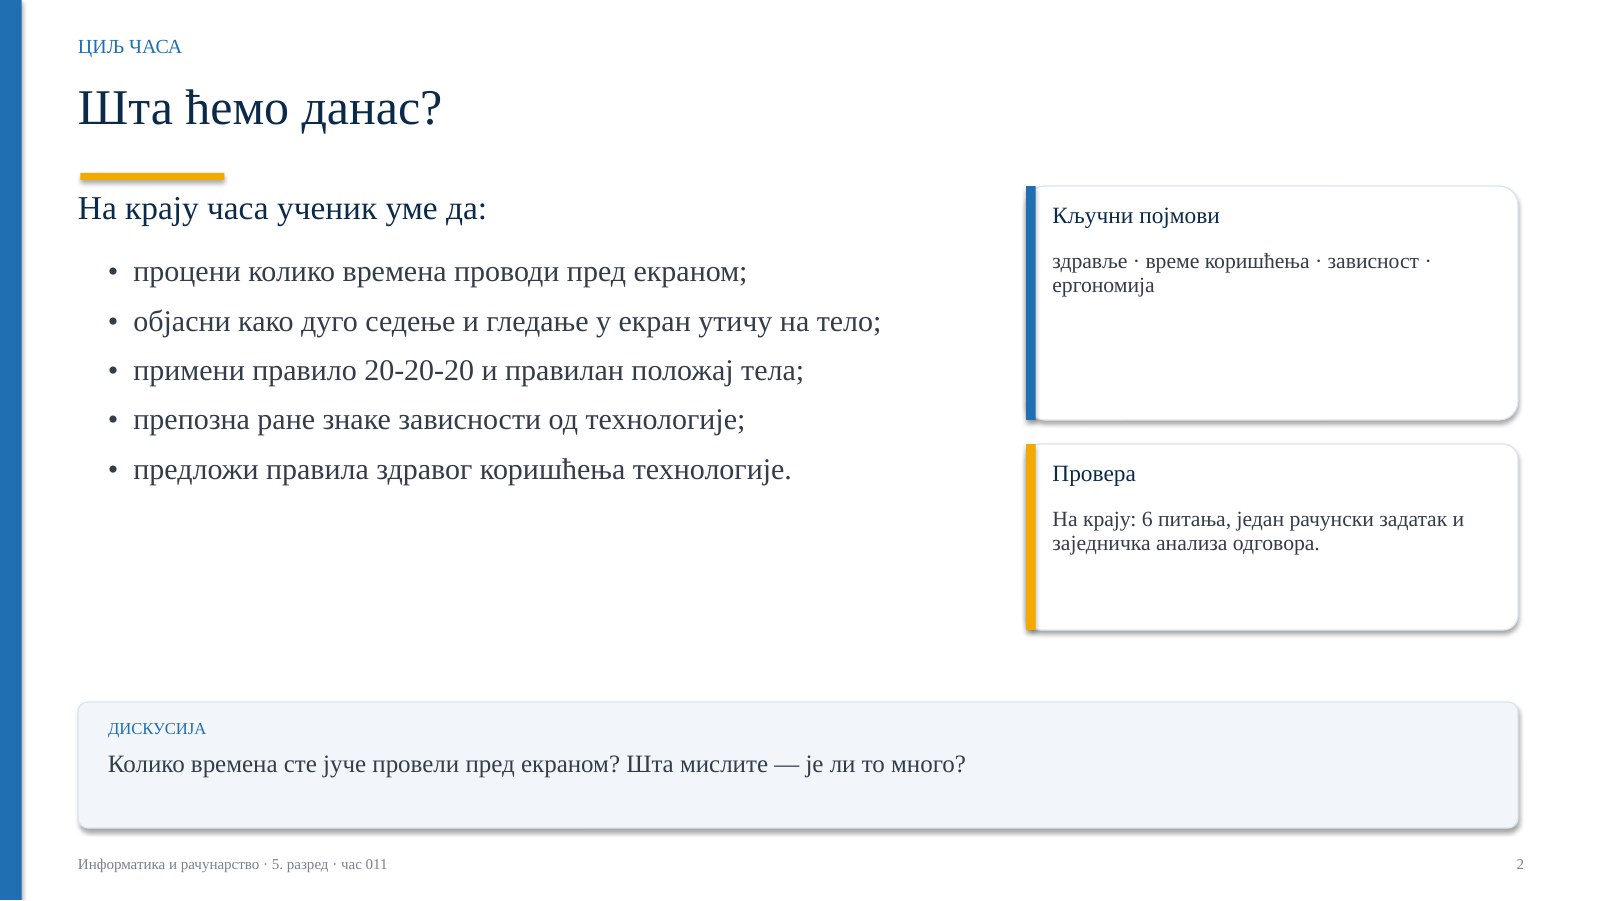 ЦИЉ ЧАСА
Шта ћемо данас?
На крају часа ученик уме да:
• процени колико времена проводи пред екраном;
• објасни како дуго седење и гледање у екран утичу на тело;
• примени правило 20-20-20 и правилан положај тела;
• препозна ране знаке зависности од технологије;
• предложи правила здравог коришћења технологије.
Кључни појмови
здравље · време коришћења · зависност ·
ергономија
Провера
На крају: 6 питања, један рачунски задатак и
заједничка анализа одговора.
ДИСКУСИЈА
Колико времена сте јуче провели пред екраном? Шта мислите — је ли то много?
Информатика и рачунарство · 5. разред · час 011
2